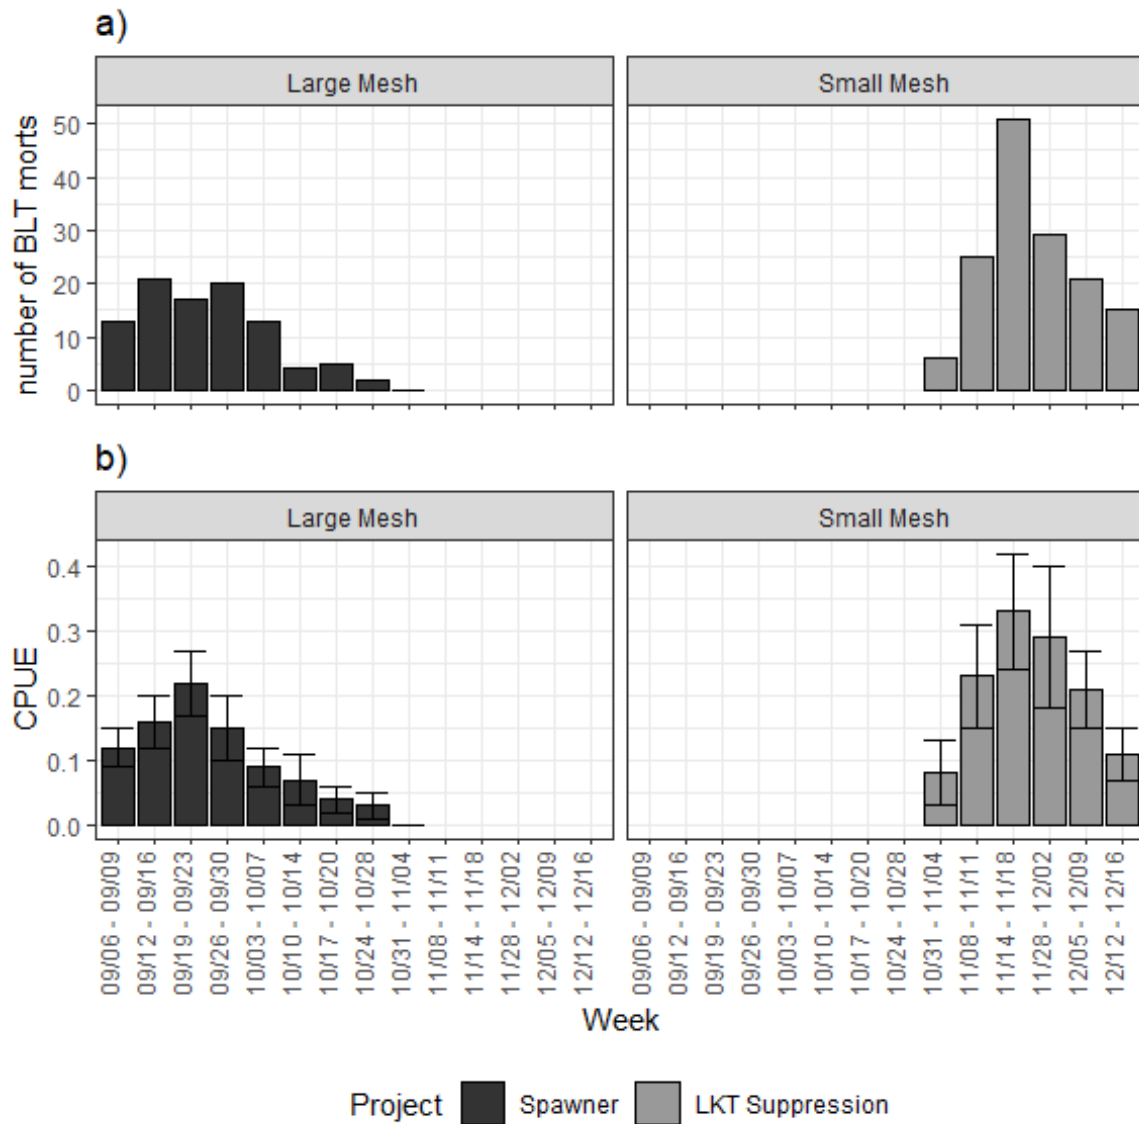 a)
Large Mesh
Small Mesh
number of BLT morts
50
40
30
20
10
0
b)
Large Mesh
Small Mesh
CPUE
0.4
0.3
0.2
0.1
0.0
09/06 - 09/09
09/12 - 09/16
09/19 - 09/23
09/26 - 09/30
10/03 - 10/07
10/10 - 10/14
10/17 - 10/20
10/24 - 10/28
10/31 - 11/04
11/08 - 11/11
11/14 - 11/18
11/28 - 12/02
12/05 - 12/09
12/12 - 12/16
09/06 - 09/09
09/12 - 09/16
09/19 - 09/23
09/26 - 09/30
10/03 - 10/07
10/10 - 10/14
10/17 - 10/20
10/24 - 10/28
10/31 - 11/04
11/08 - 11/11
11/14 - 11/18
11/28 - 12/02
12/05 - 12/09
12/12 - 12/16
Week
Project Spawner LKT Suppression